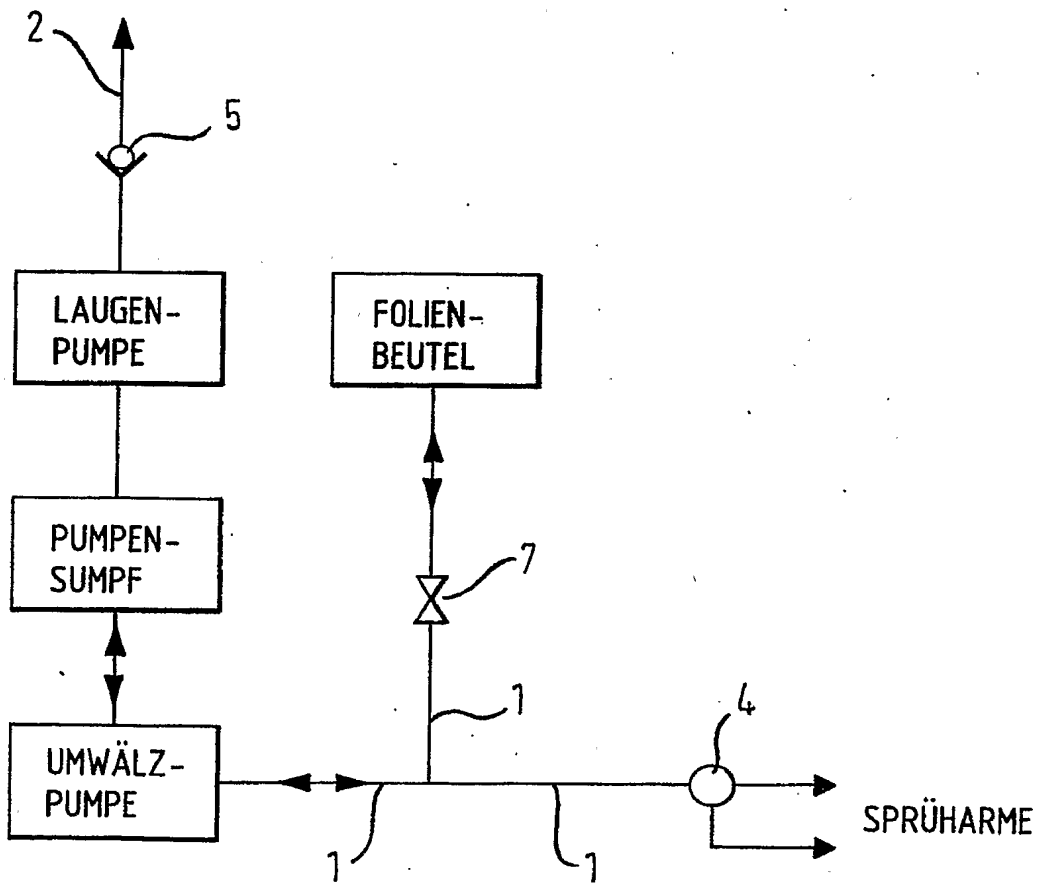 2
5
LAUGEN-
PUMPE
FOLIEN-
BEUTEL
PUMPEN-
SUMPF
7
1
4
UMWÄLZ-
PUMPE
SPRÜHARME
1
1